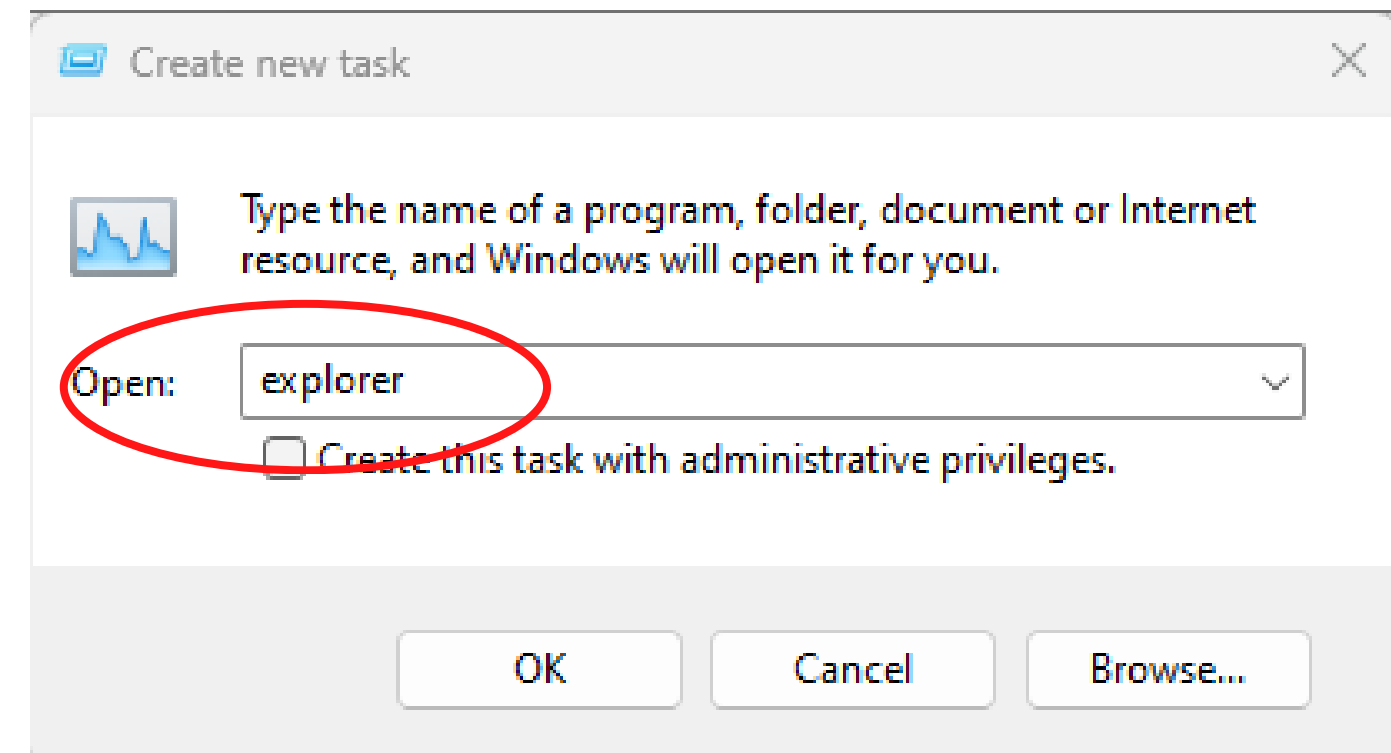 Create new task
Type the name of a program, folder, document or Internet
resource, and Windows will open it for you.
Open: explorer
Create this task with administrative privileges.
OK Cancel Browse...